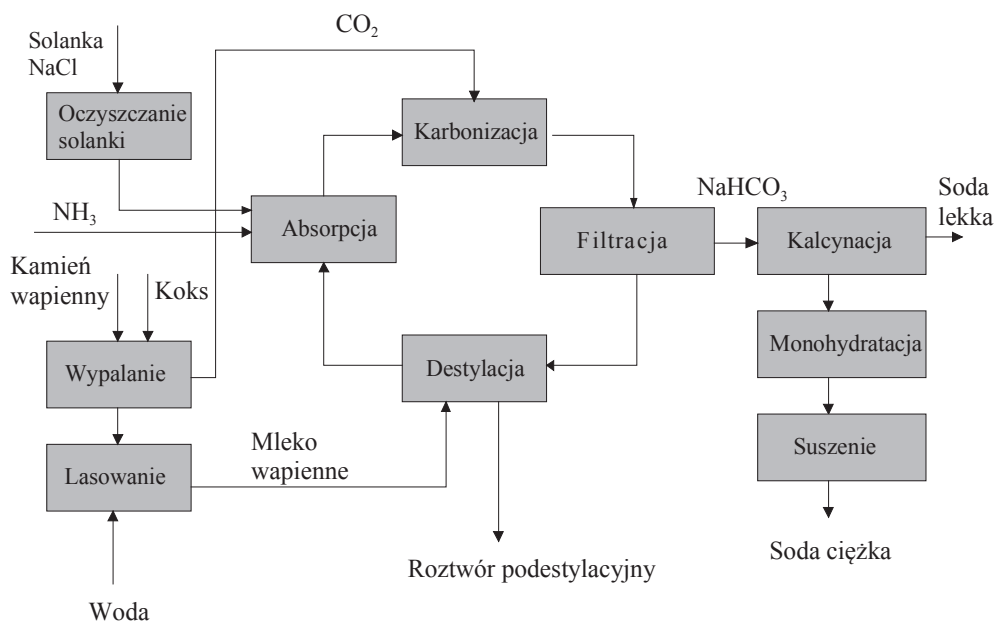 CO2
Solanka
NaCl
Oczyszczanie
solanki
Karbonizacja
NH3
Absorpcja
Filtracja
NaHCO3
Kalcynacja
Soda
lekka
Kamień
wapienny
Koks
Wypalanie
Destylacja
Monohydratacja
Lasowanie
Mleko
wapienne
Suszenie
Roztwór podestylacyjny
Soda ciężka
Woda